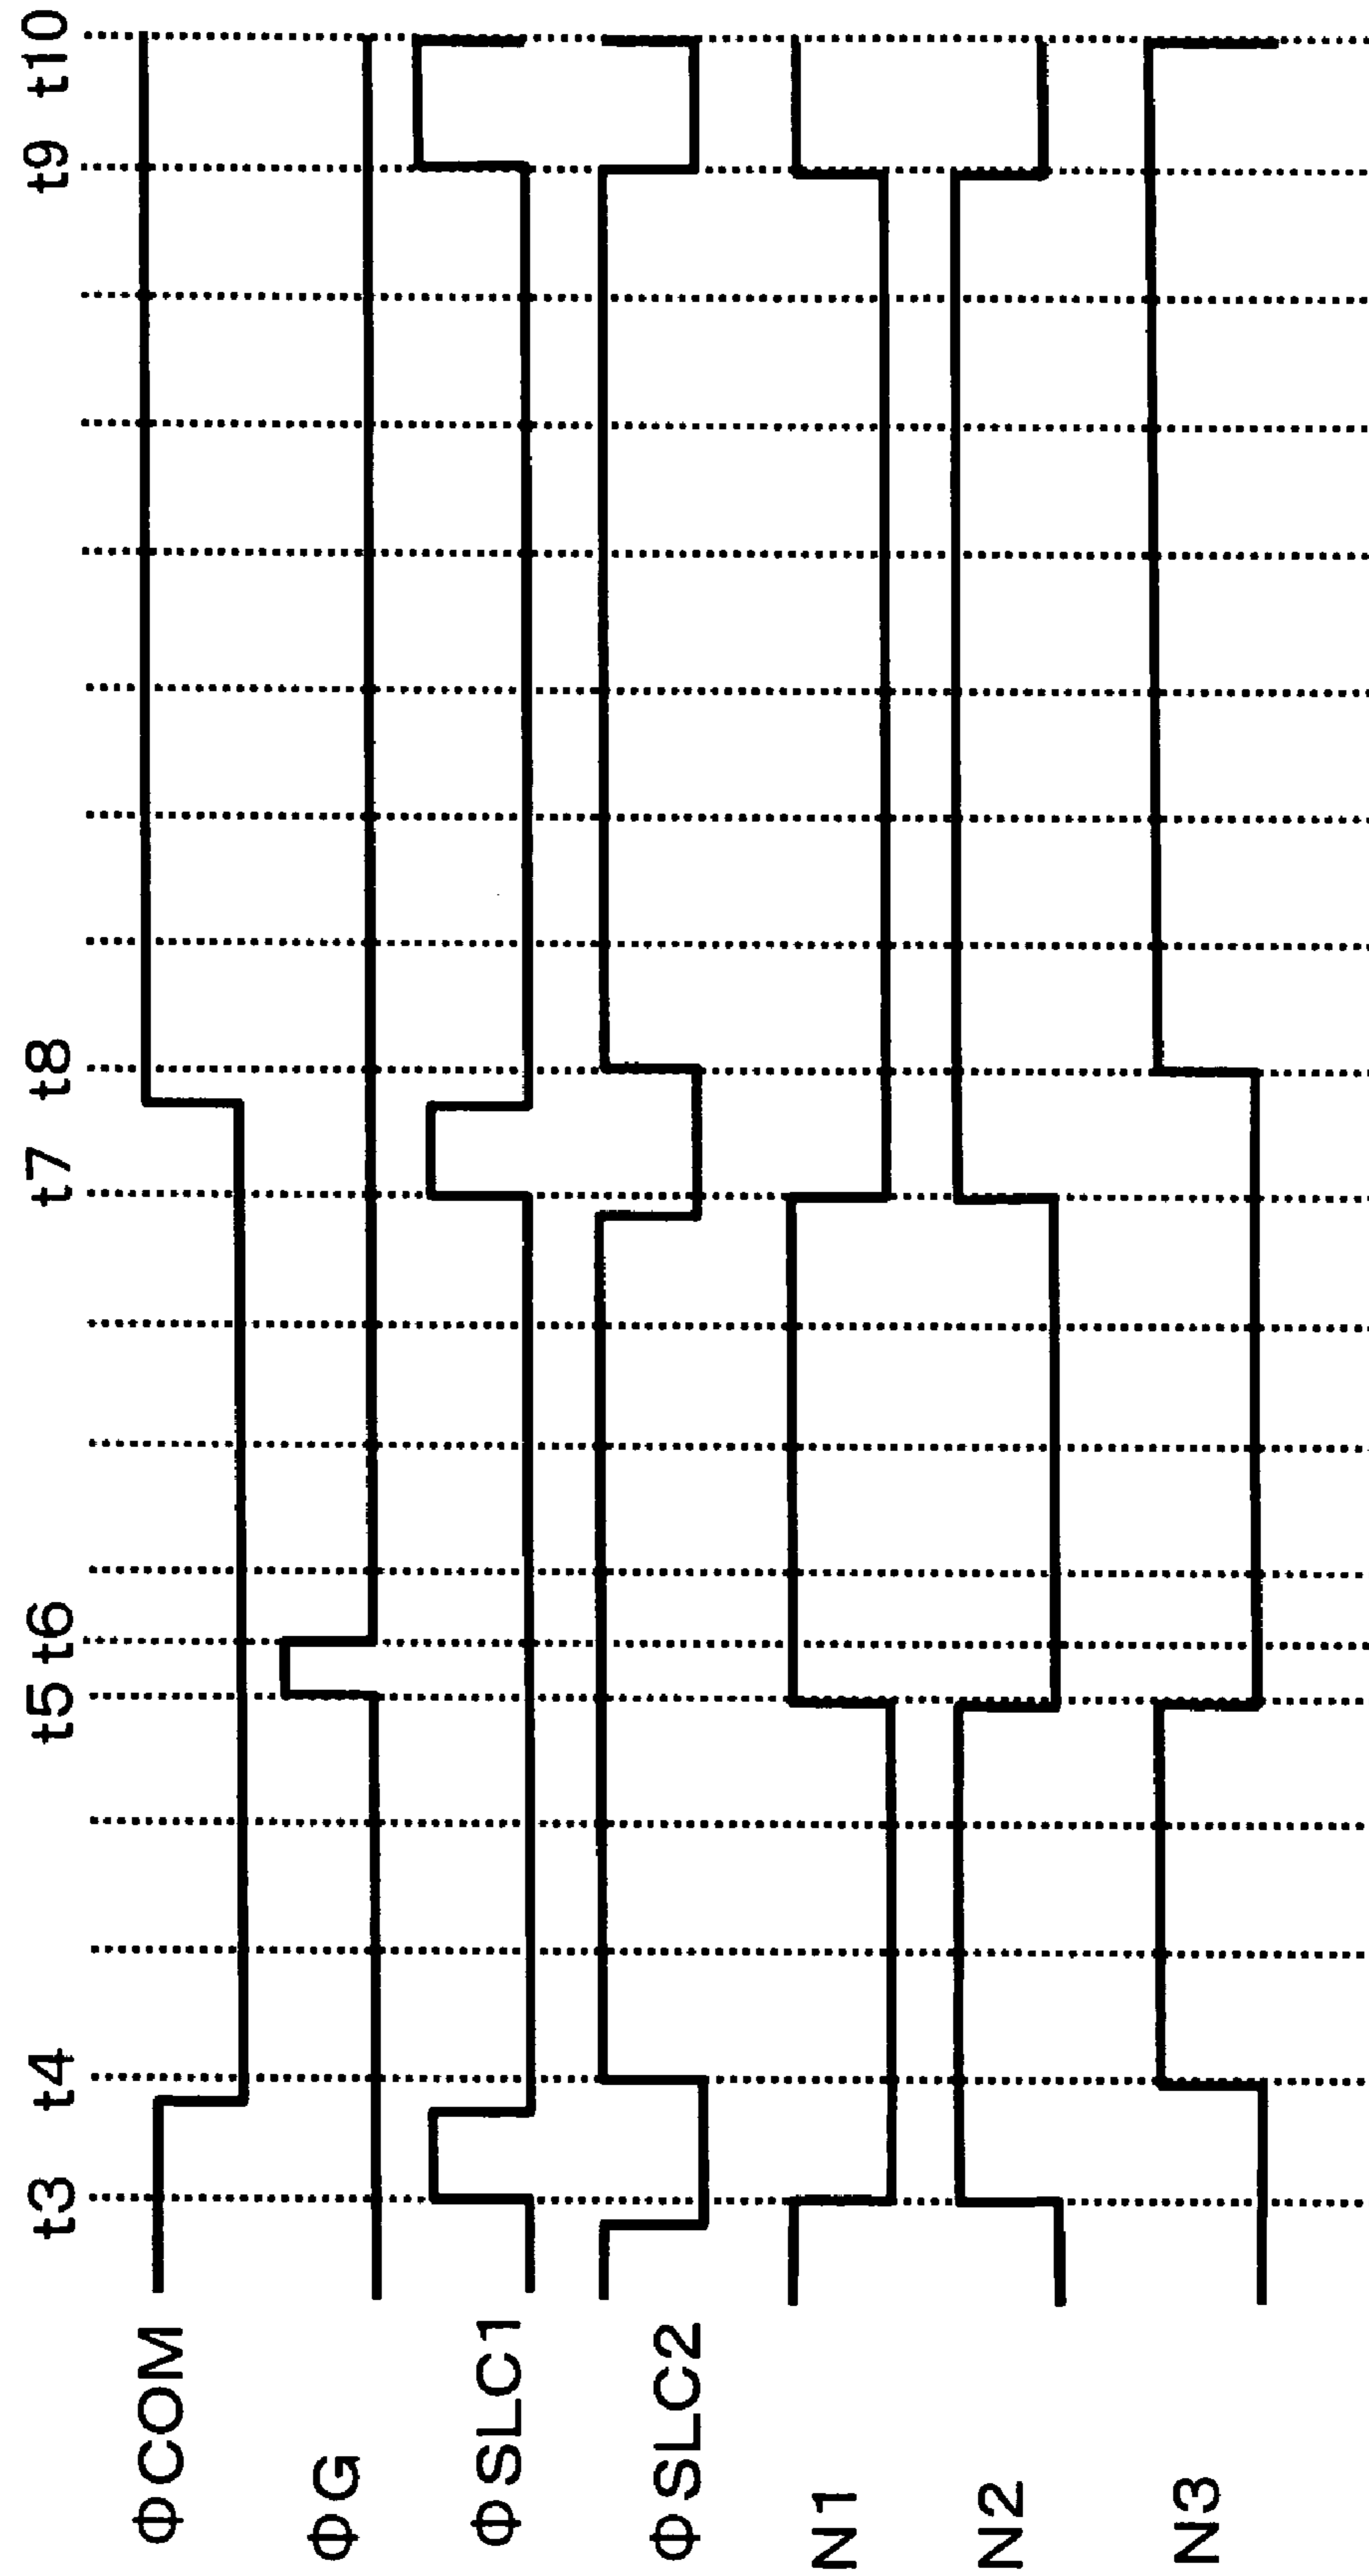 t3 t4 t5 t6 t7 t8 t9 t10
ΦCOM
ΦG
ΦSLC1
ΦSLC2
N1
N2
N3